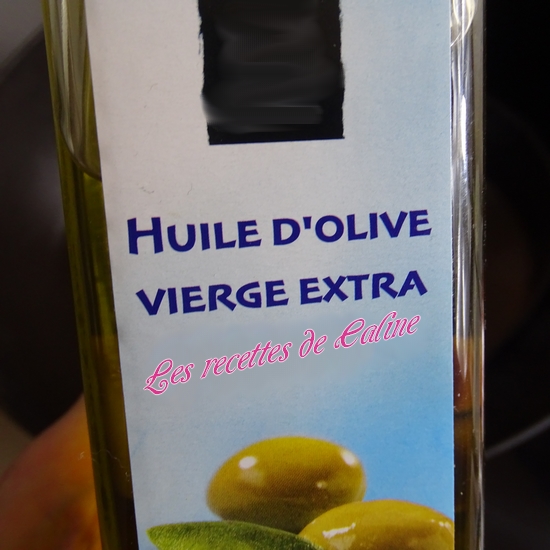 HUILE D'OLIVE
VIERGE EXTRA
Les recettes de Caline